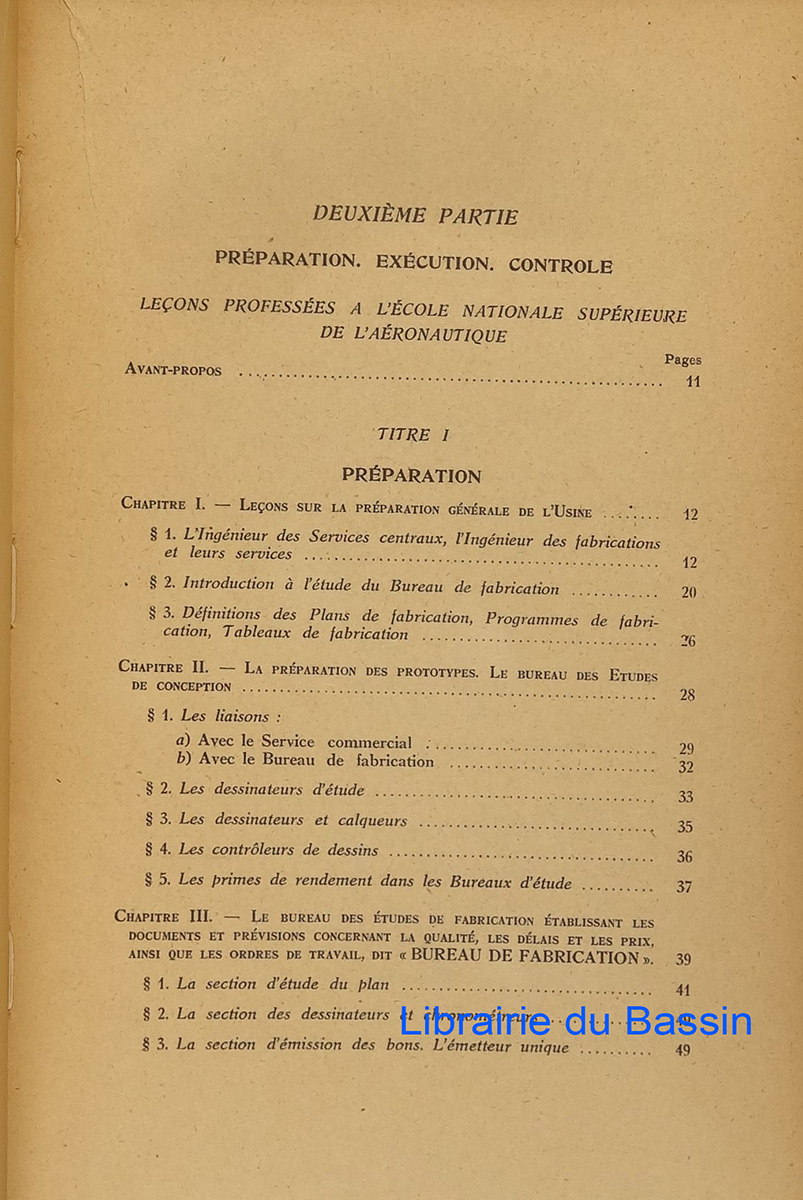 DEUXIÈME PARTIE
PRÉPARATION. EXÉCUTION. CONTROLE
LEÇONS PROFESSÉES A L'ÉCOLE NATIONALE SUPÉRIEURE
DE L'AÉRONAUTIQUE
Pages
AVANT-PROPOS 11
TITRE I
PRÉPARATION
CHAPITRE I. — LEÇONS SUR LA PRÉPARATION GÉNÉRALE DE L'USINE 12
§ 1. L'Ingénieur des Services centraux, l'Ingénieur des fabrications
et leurs services 12
§ 2. Introduction à l'étude du Bureau de fabrication 20
§ 3. Définitions des Plans de fabrication, Programmes de fabri-
cation, Tableaux de fabrication 26
CHAPITRE II. — LA PRÉPARATION DES PROTOTYPES. LE BUREAU DES ETUDES
DE CONCEPTION 28
§ 1. Les liaisons :
a) Avec le Service commercial 29
b) Avec le Bureau de fabrication 32
§ 2. Les dessinateurs d'étude 33
§ 3. Les dessinateurs et calqueurs 35
§ 4. Les contrôleurs de dessins 36
§ 5. Les primes de rendement dans les Bureaux d'étude 37
CHAPITRE III. — LE BUREAU DES ÉTUDES DE FABRICATION ÉTABLISSANT LES
DOCUMENTS ET PRÉVISIONS CONCERNANT LA QUALITÉ, LES DÉLAIS ET LES PRIX,
AINSI QUE LES ORDRES DE TRAVAIL, DIT « BUREAU DE FABRICATION ». 39
§ 1. La section d'étude du plan 41
§ 2. La section des dessinateurs et chronométreurs
Librairie du Bassin
§ 3. La section d'émission des bons. L'émetteur unique 49